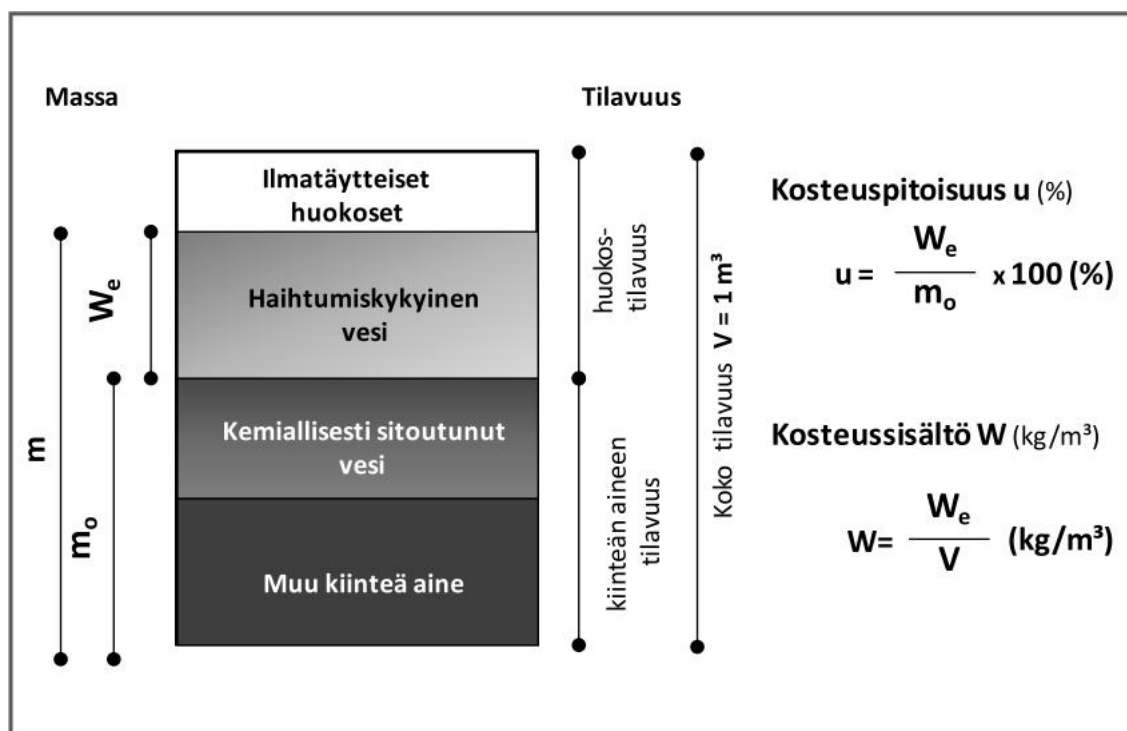 Massa
Tilavuus
Ilmatäytteiset
huokoset
Haihtumiskykyinen
vesi
Kemiallisesti sitoutunut
vesi
Muu kiinteä aine
m
Wₑ
mₒ
huokos-
tilavuus
kiinteän aineen
tilavuus
Koko tilavuus V = 1 m³
Kosteuspitoisuus u (%)
u = Wₑ / mₒ x 100 (%)
Kosteussisältö W (kg/m³)
W= Wₑ / V (kg/m³)